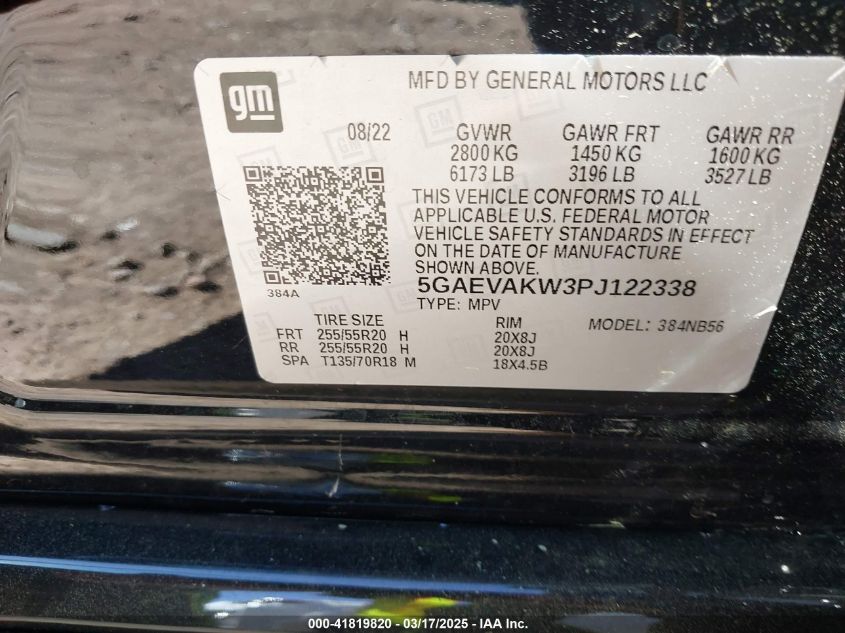 gm
MFD BY GENERAL MOTORS LLC
08/22 GVWR GAWR FRT GAWR RR
2800 KG 1450 KG 1600 KG
6173 LB 3196 LB 3527 LB
THIS VEHICLE CONFORMS TO ALL
APPLICABLE U.S. FEDERAL MOTOR
VEHICLE SAFETY STANDARDS IN EFFECT
ON THE DATE OF MANUFACTURE
SHOWN ABOVE.
384A
5GAEVAKW3PJ122338
TYPE: MPV
TIRE SIZE RIM MODEL: 384NB56
FRT 255/55R20 H 20X8J
RR 255/55R20 H 20X8J
SPA T135/70R18 M 18X4.5B
000-41819820 - 03/17/2025 - IAA Inc.